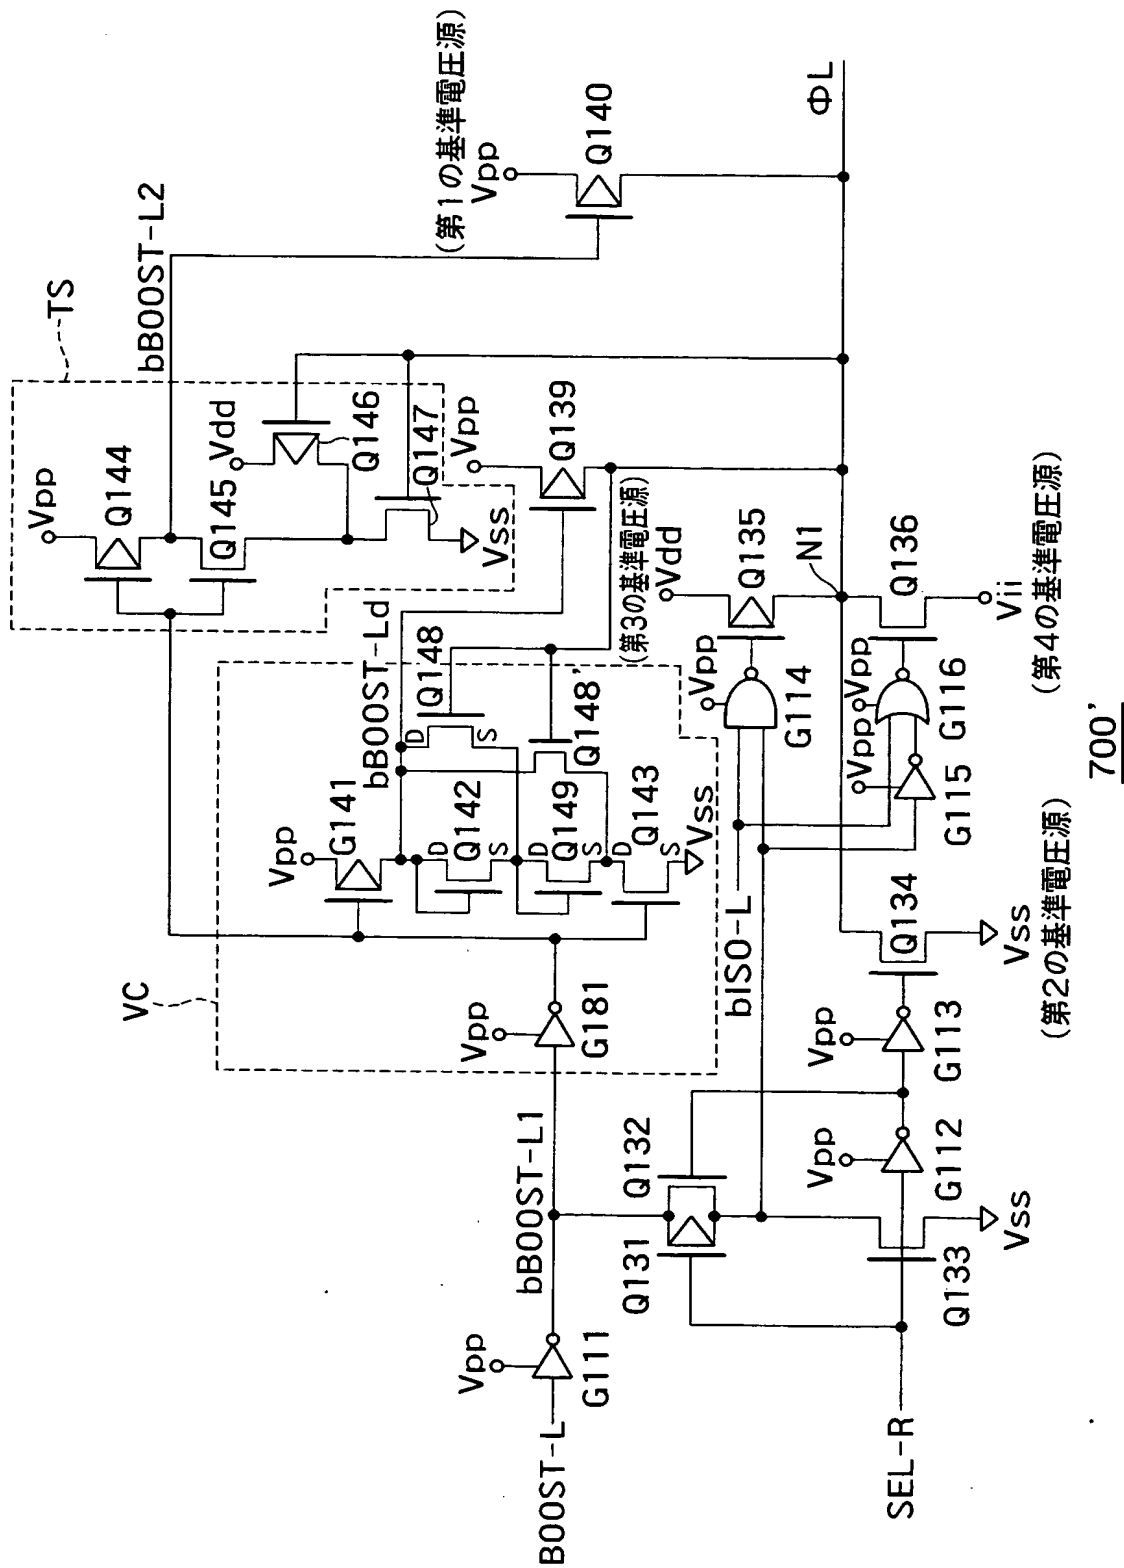 TS
bBOOST-L2
Vpp
(第1の基準電圧源)
Vpp
Q144
Q145
Vdd
Q146
Q147
Vss
Q140
ΦL
VC
bBOOST-Ld
Vpp
G141
Q142
Q149
Q143
Vss
Q148
Q148'
Vpp
Q139
(第3の基準電圧源)
Vdd
Q135
N1
Q136
Vii
(第4の基準電圧源)
Vpp
G181
bISO-L
Vpp
G114
Vpp
Vpp
G115
G116
BOOST-L
Vpp
G111
bBOOST-L1
Q131
Q132
Q133
Vss
SEL-R
Vpp
G112
Vpp
G113
Q134
Vss
(第2の基準電圧源)
700'
D
S
D
S
D
S
D
S